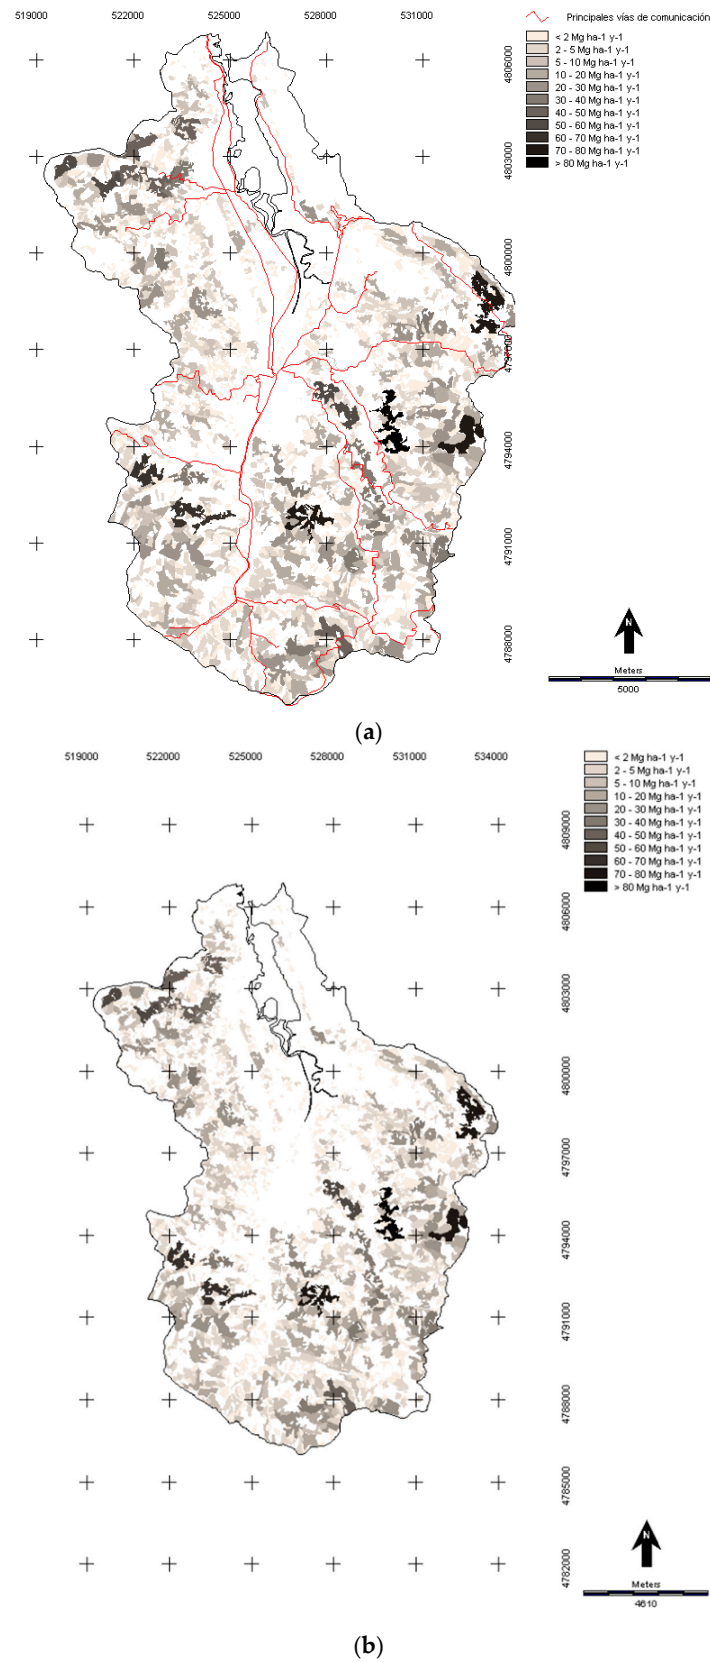 519000 522000 525000 528000 531000
Principales vías de comunicación
< 2 Mg ha-1 y-1
2 - 5 Mg ha-1 y-1
5 - 10 Mg ha-1 y-1
10 - 20 Mg ha-1 y-1
20 - 30 Mg ha-1 y-1
30 - 40 Mg ha-1 y-1
40 - 50 Mg ha-1 y-1
50 - 60 Mg ha-1 y-1
60 - 70 Mg ha-1 y-1
70 - 80 Mg ha-1 y-1
> 80 Mg ha-1 y-1
4806000
4803000
4800000
4797000
4794000
4791000
4788000
N
Meters
5000
(a)
519000 522000 525000 528000 531000 534000
< 2 Mg ha-1 y-1
2 - 5 Mg ha-1 y-1
5 - 10 Mg ha-1 y-1
10 - 20 Mg ha-1 y-1
20 - 30 Mg ha-1 y-1
30 - 40 Mg ha-1 y-1
40 - 50 Mg ha-1 y-1
50 - 60 Mg ha-1 y-1
60 - 70 Mg ha-1 y-1
70 - 80 Mg ha-1 y-1
> 80 Mg ha-1 y-1
4809000
4806000
4803000
4800000
4797000
4794000
4791000
4788000
4785000
4782000
N
Meters
4610
(b)